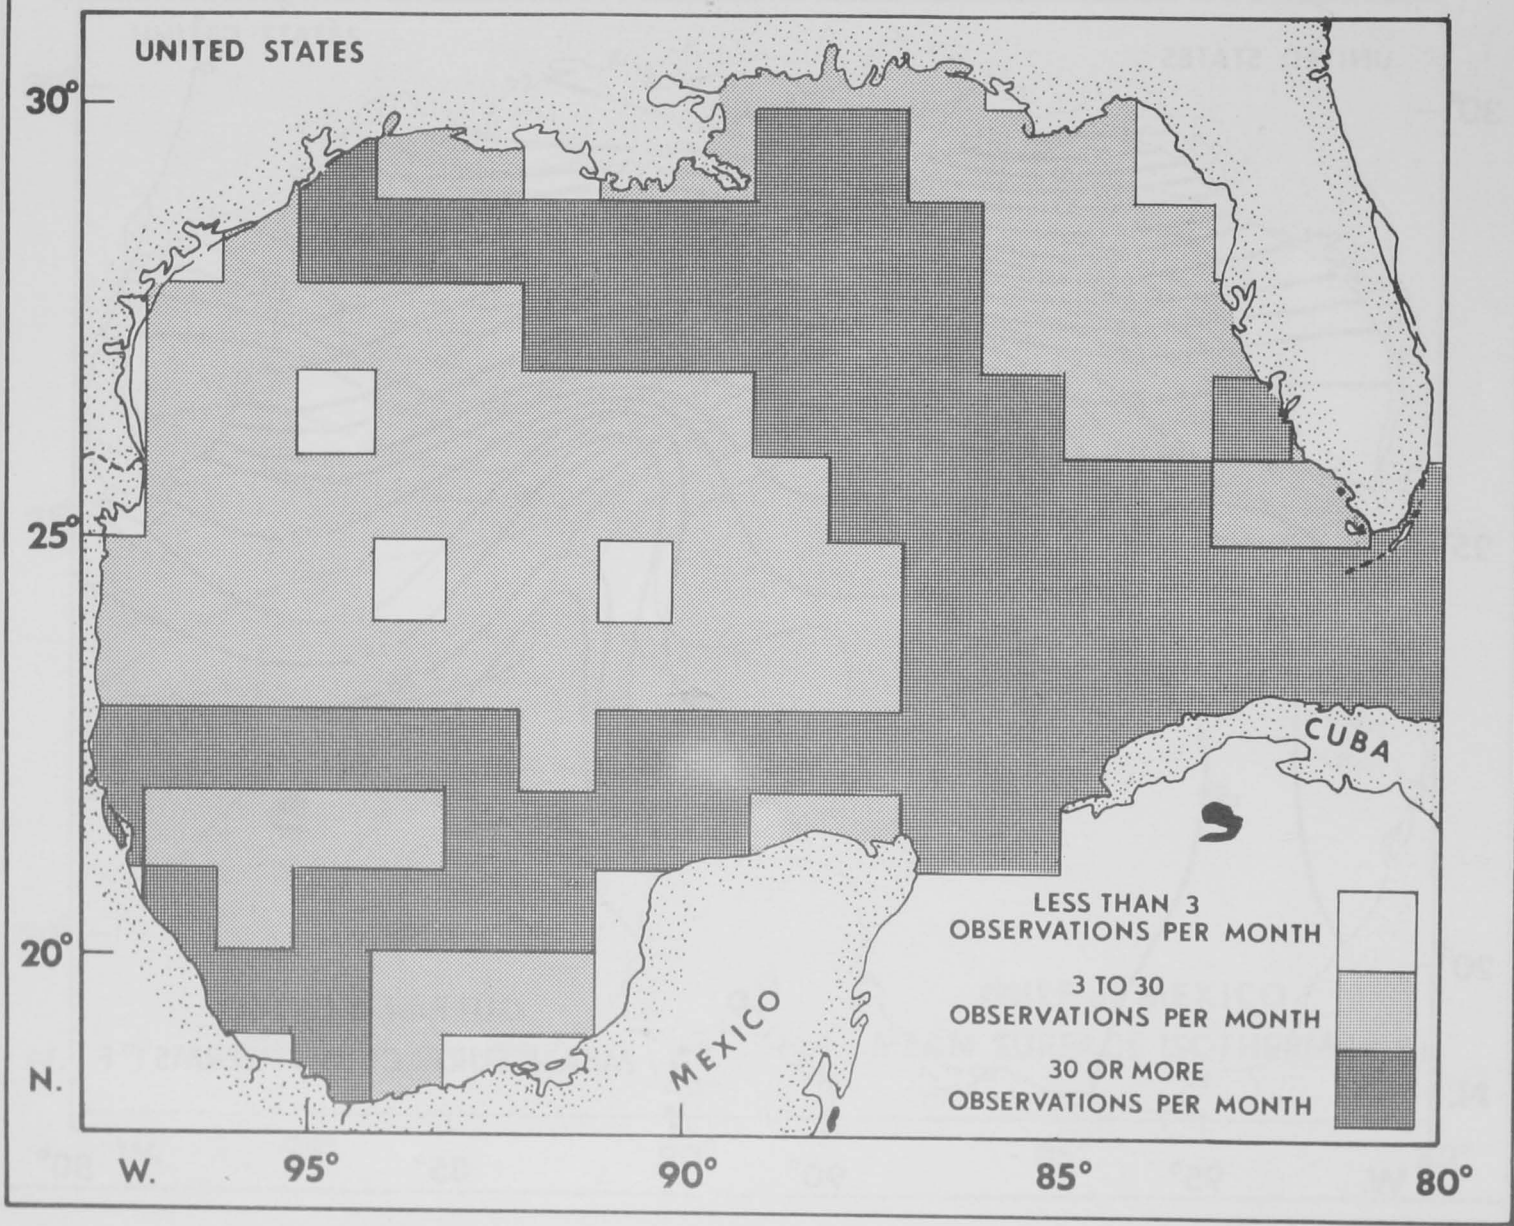 UNITED STATES
30°
25°
20°
N.
W.
95°
90°
85°
80°
CUBA
MEXICO
LESS THAN 3
OBSERVATIONS PER MONTH
3 TO 30
OBSERVATIONS PER MONTH
30 OR MORE
OBSERVATIONS PER MONTH